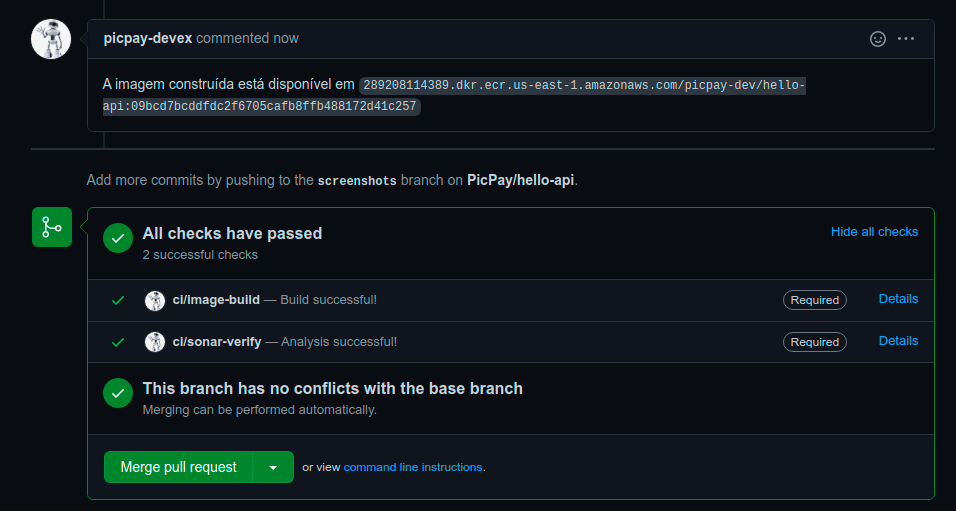 picpay-devex commented now
A imagem construída está disponível em 289208114389.dkr.ecr.us-east-1.amazonaws.com/picpay-dev/hello-
api:09bcd7bcddfdc2f6705cafb8ffb488172d41c257
Add more commits by pushing to the screenshots branch on PicPay/hello-api.
All checks have passed
Hide all checks
2 successful checks
ci/image-build — Build successful!
Required
Details
ci/sonar-verify — Analysis successful!
Required
Details
This branch has no conflicts with the base branch
Merging can be performed automatically.
Merge pull request
or view command line instructions.